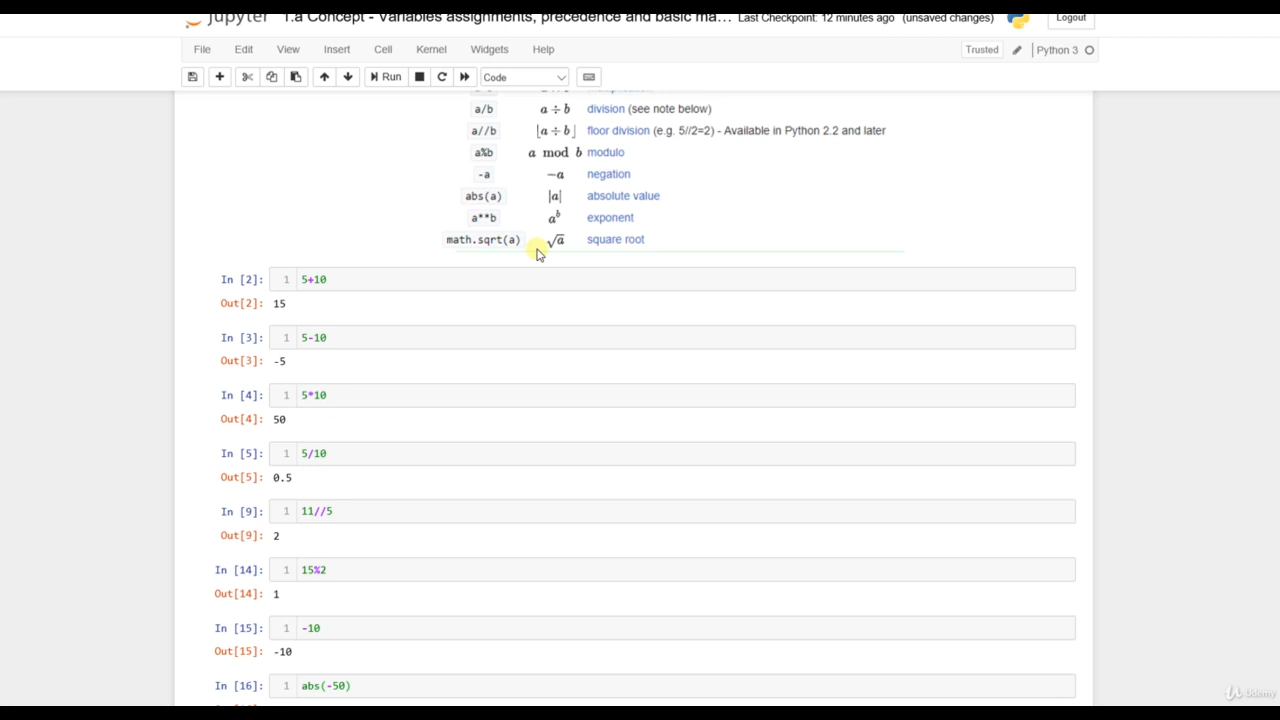 jupyter 1.a Concept - Variables assignments, precedence and basic ma... Last Checkpoint: 12 minutes ago (unsaved changes) Logout
File Edit View Insert Cell Kernel Widgets Help Trusted Python 3
Run Code
a/b a ÷ b division (see note below)
a//b ⌊a ÷ b⌋ floor division (e.g. 5//2=2) - Available in Python 2.2 and later
a%b a mod b modulo
-a −a negation
abs(a) |a| absolute value
a**b a^b exponent
math.sqrt(a) √a square root
In [2]: 1 5+10
Out[2]: 15
In [3]: 1 5-10
Out[3]: -5
In [4]: 1 5*10
Out[4]: 50
In [5]: 1 5/10
Out[5]: 0.5
In [9]: 1 11//5
Out[9]: 2
In [14]: 1 15%2
Out[14]: 1
In [15]: 1 -10
Out[15]: -10
In [16]: 1 abs(-50)
Udemy